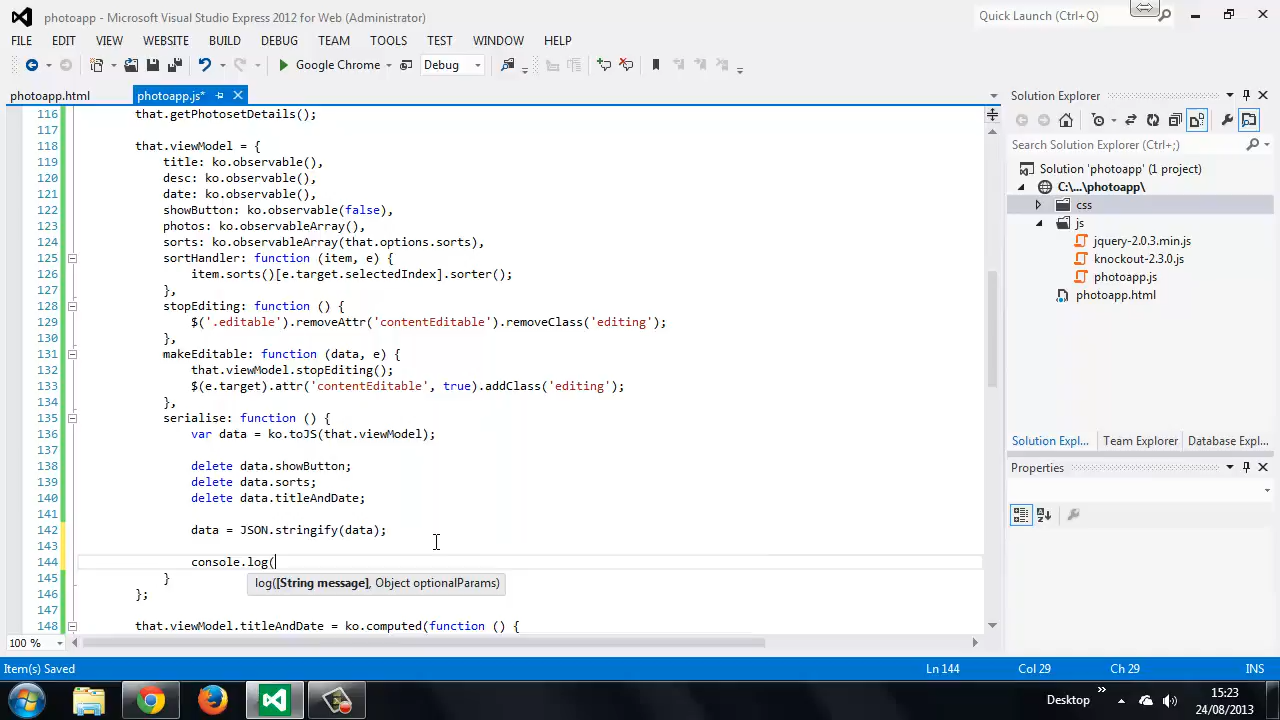 photoapp - Microsoft Visual Studio Express 2012 for Web (Administrator)
Quick Launch (Ctrl+Q)
FILE EDIT VIEW WEBSITE BUILD DEBUG TEAM TOOLS TEST WINDOW HELP
Google Chrome
Debug
photoapp.html
photoapp.js*
116 that.getPhotosetDetails();
117
118 that.viewModel = {
119 title: ko.observable(),
120 desc: ko.observable(),
121 date: ko.observable(),
122 showButton: ko.observable(false),
123 photos: ko.observableArray(),
124 sorts: ko.observableArray(that.options.sorts),
125 sortHandler: function (item, e) {
126 item.sorts()[e.target.selectedIndex].sorter();
127 },
128 stopEditing: function () {
129 $('.editable').removeAttr('contentEditable').removeClass('editing');
130 },
131 makeEditable: function (data, e) {
132 that.viewModel.stopEditing();
133 $(e.target).attr('contentEditable', true).addClass('editing');
134 },
135 serialise: function () {
136 var data = ko.toJS(that.viewModel);
137
138 delete data.showButton;
139 delete data.sorts;
140 delete data.titleAndDate;
141
142 data = JSON.stringify(data);
143
144 console.log(
145 }
log([String message], Object optionalParams)
146 };
147
148 that.viewModel.titleAndDate = ko.computed(function () {
100 %
Solution Explorer
Search Solution Explorer (Ctrl+;)
Solution 'photoapp' (1 project)
C:\...\photoapp\
css
js
jquery-2.0.3.min.js
knockout-2.3.0.js
photoapp.js
photoapp.html
Solution Expl... Team Explorer Database Expl...
Properties
Item(s) Saved
Ln 144 Col 29 Ch 29 INS
Desktop
15:23
24/08/2013